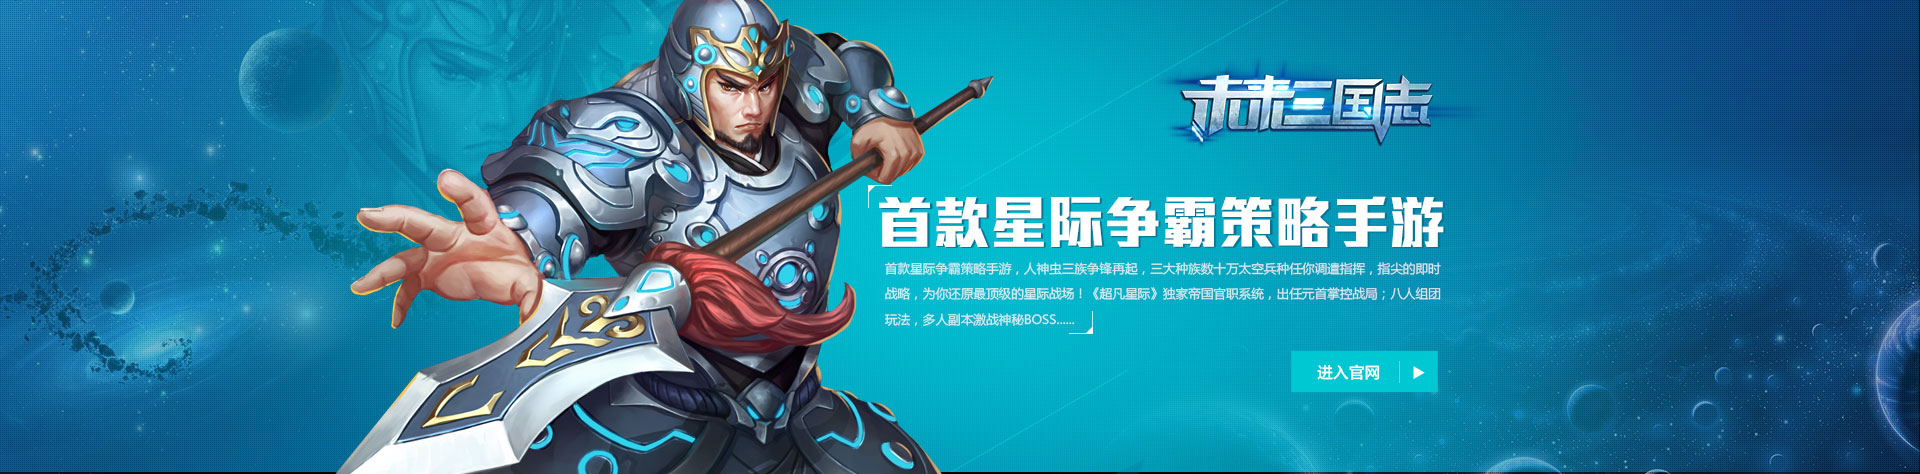 未来三国志
首款星际争霸策略手游
首款星际争霸策略手游，人神虫三族争锋再起，三大种族数十万太空兵种任你调遣指挥，指尖的即时
战略，为你还原最顶级的星际战场！《超凡星际》独家帝国官职系统，出任元首掌控战局；八人组团
玩法，多人副本激战神秘BOSS......
进入官网